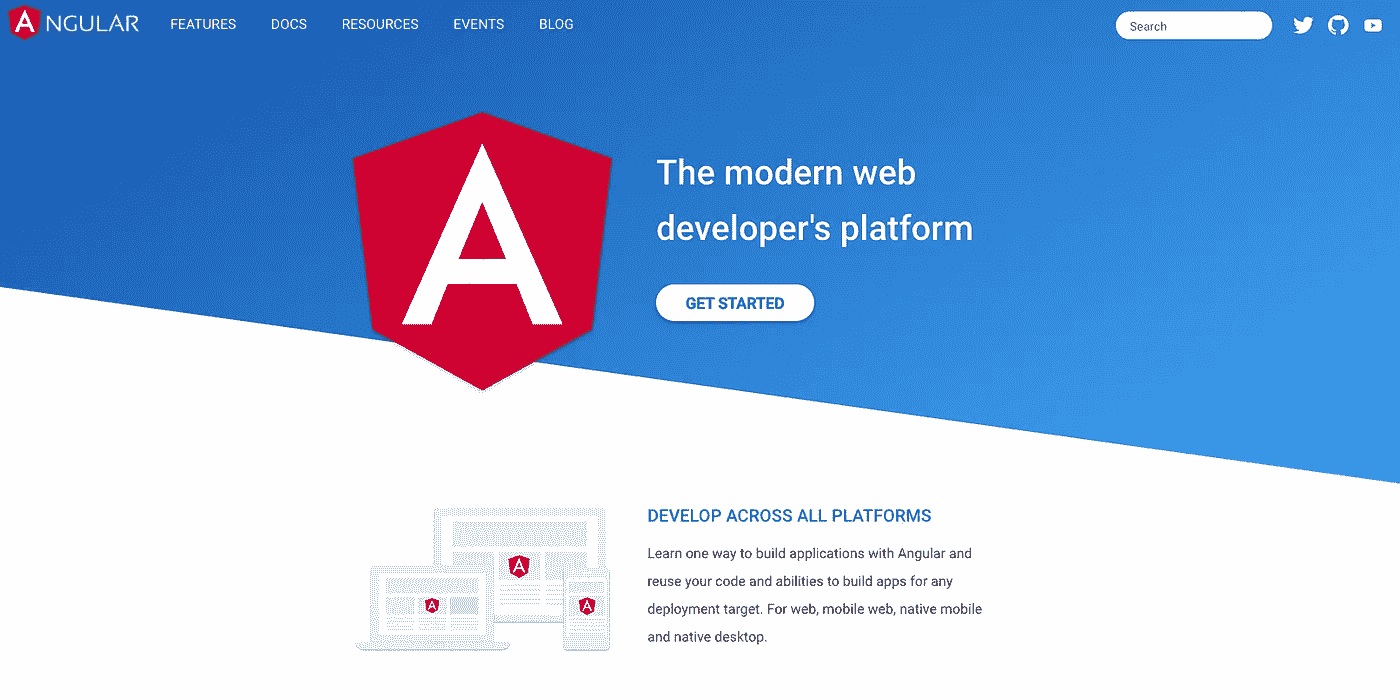 ANGULAR FEATURES DOCS RESOURCES EVENTS BLOG Search
A
The modern web
developer's platform
GET STARTED
DEVELOP ACROSS ALL PLATFORMS
Learn one way to build applications with Angular and
reuse your code and abilities to build apps for any
deployment target. For web, mobile web, native mobile
and native desktop.
A
A
A